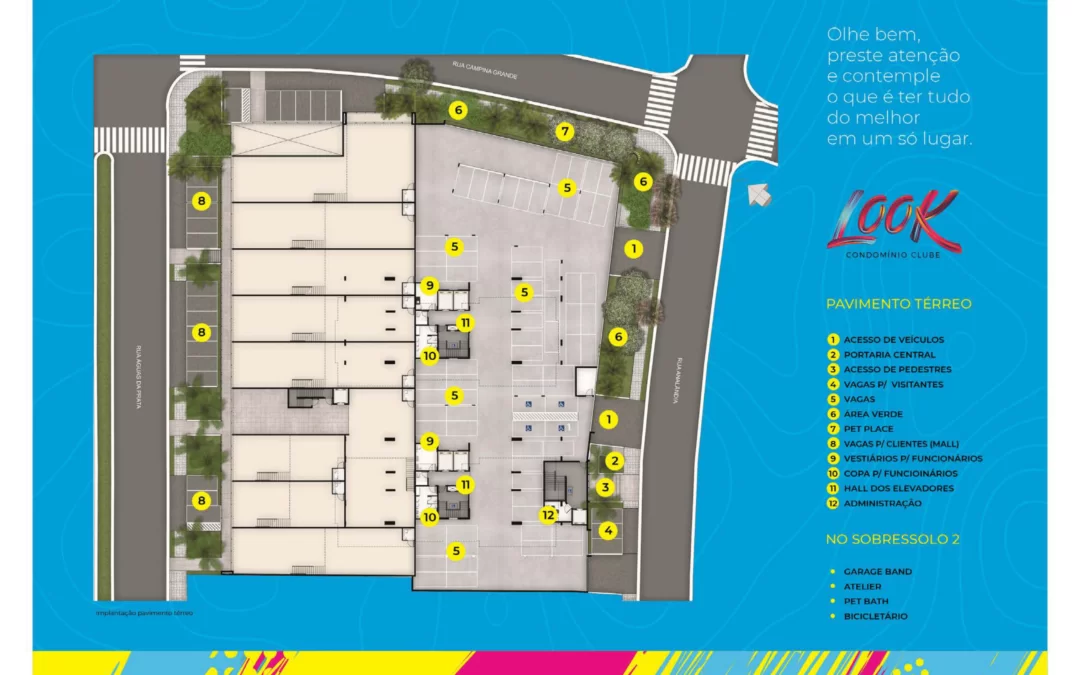 Olhe bem,
preste atenção
e contemple
o que é ter tudo
do melhor
em um só lugar.
LOOK
CONDOMÍNIO CLUBE
PAVIMENTO TÉRREO
1 ACESSO DE VEÍCULOS
2 PORTARIA CENTRAL
3 ACESSO DE PEDESTRES
4 VAGAS P/ VISITANTES
5 VAGAS
6 ÁREA VERDE
7 PET PLACE
8 VAGAS P/ CLIENTES (MALL)
9 VESTIÁRIOS P/ FUNCIONÁRIOS
10 COPA P/ FUNCIOINÁRIOS
11 HALL DOS ELEVADORES
12 ADMINISTRAÇÃO
NO SOBRESSOLO 2
GARAGE BAND
ATELIER
PET BATH
BICICLETÁRIO
RUA CAMPINA GRANDE
6
7
5
6
8
5
1
9
5
11
6
8
10
5
1
9
2
11
3
8
10
12
4
5
RUA ÁGUAS DA PRATA
RUA ANALÂNDIA
Implantação pavimento térreo